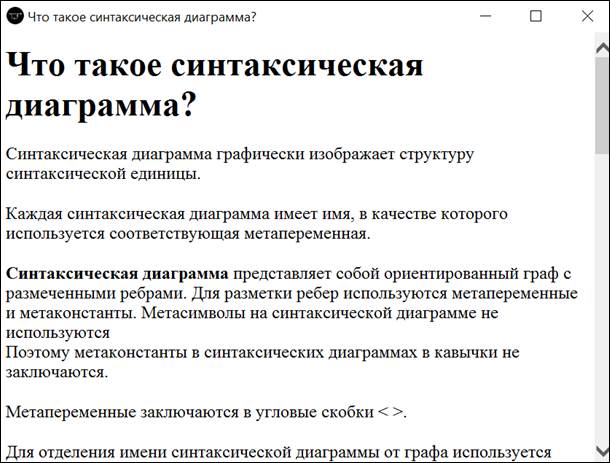 Что такое синтаксическая диаграмма?
Что такое синтаксическая
диаграмма?
Синтаксическая диаграмма графически изображает структуру
синтаксической единицы.
Каждая синтаксическая диаграмма имеет имя, в качестве которого
используется соответствующая метапеременная.
Синтаксическая диаграмма представляет собой ориентированный граф с
размеченными ребрами. Для разметки ребер используются метапеременные
и метаконстанты. Метасимволы на синтаксической диаграмме не
используются
Поэтому метаконстанты в синтаксических диаграммах в кавычки не
заключаются.
Метапеременные заключаются в угловые скобки < >.
Для отделения имени синтаксической диаграммы от графа используется